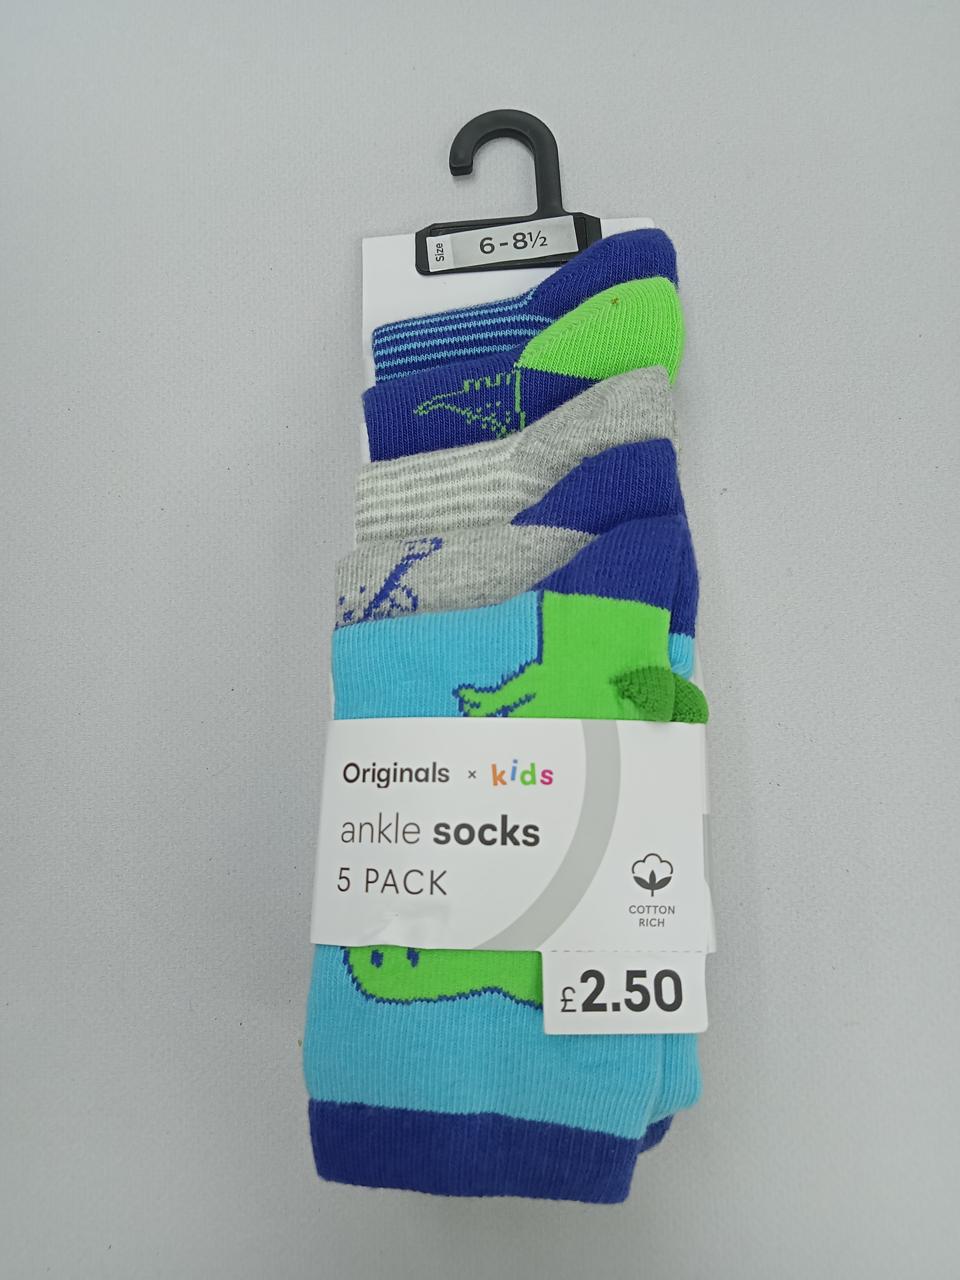 Size
6-8½
Originals × kids
ankle socks
5 PACK
COTTON
RICH
£2.50